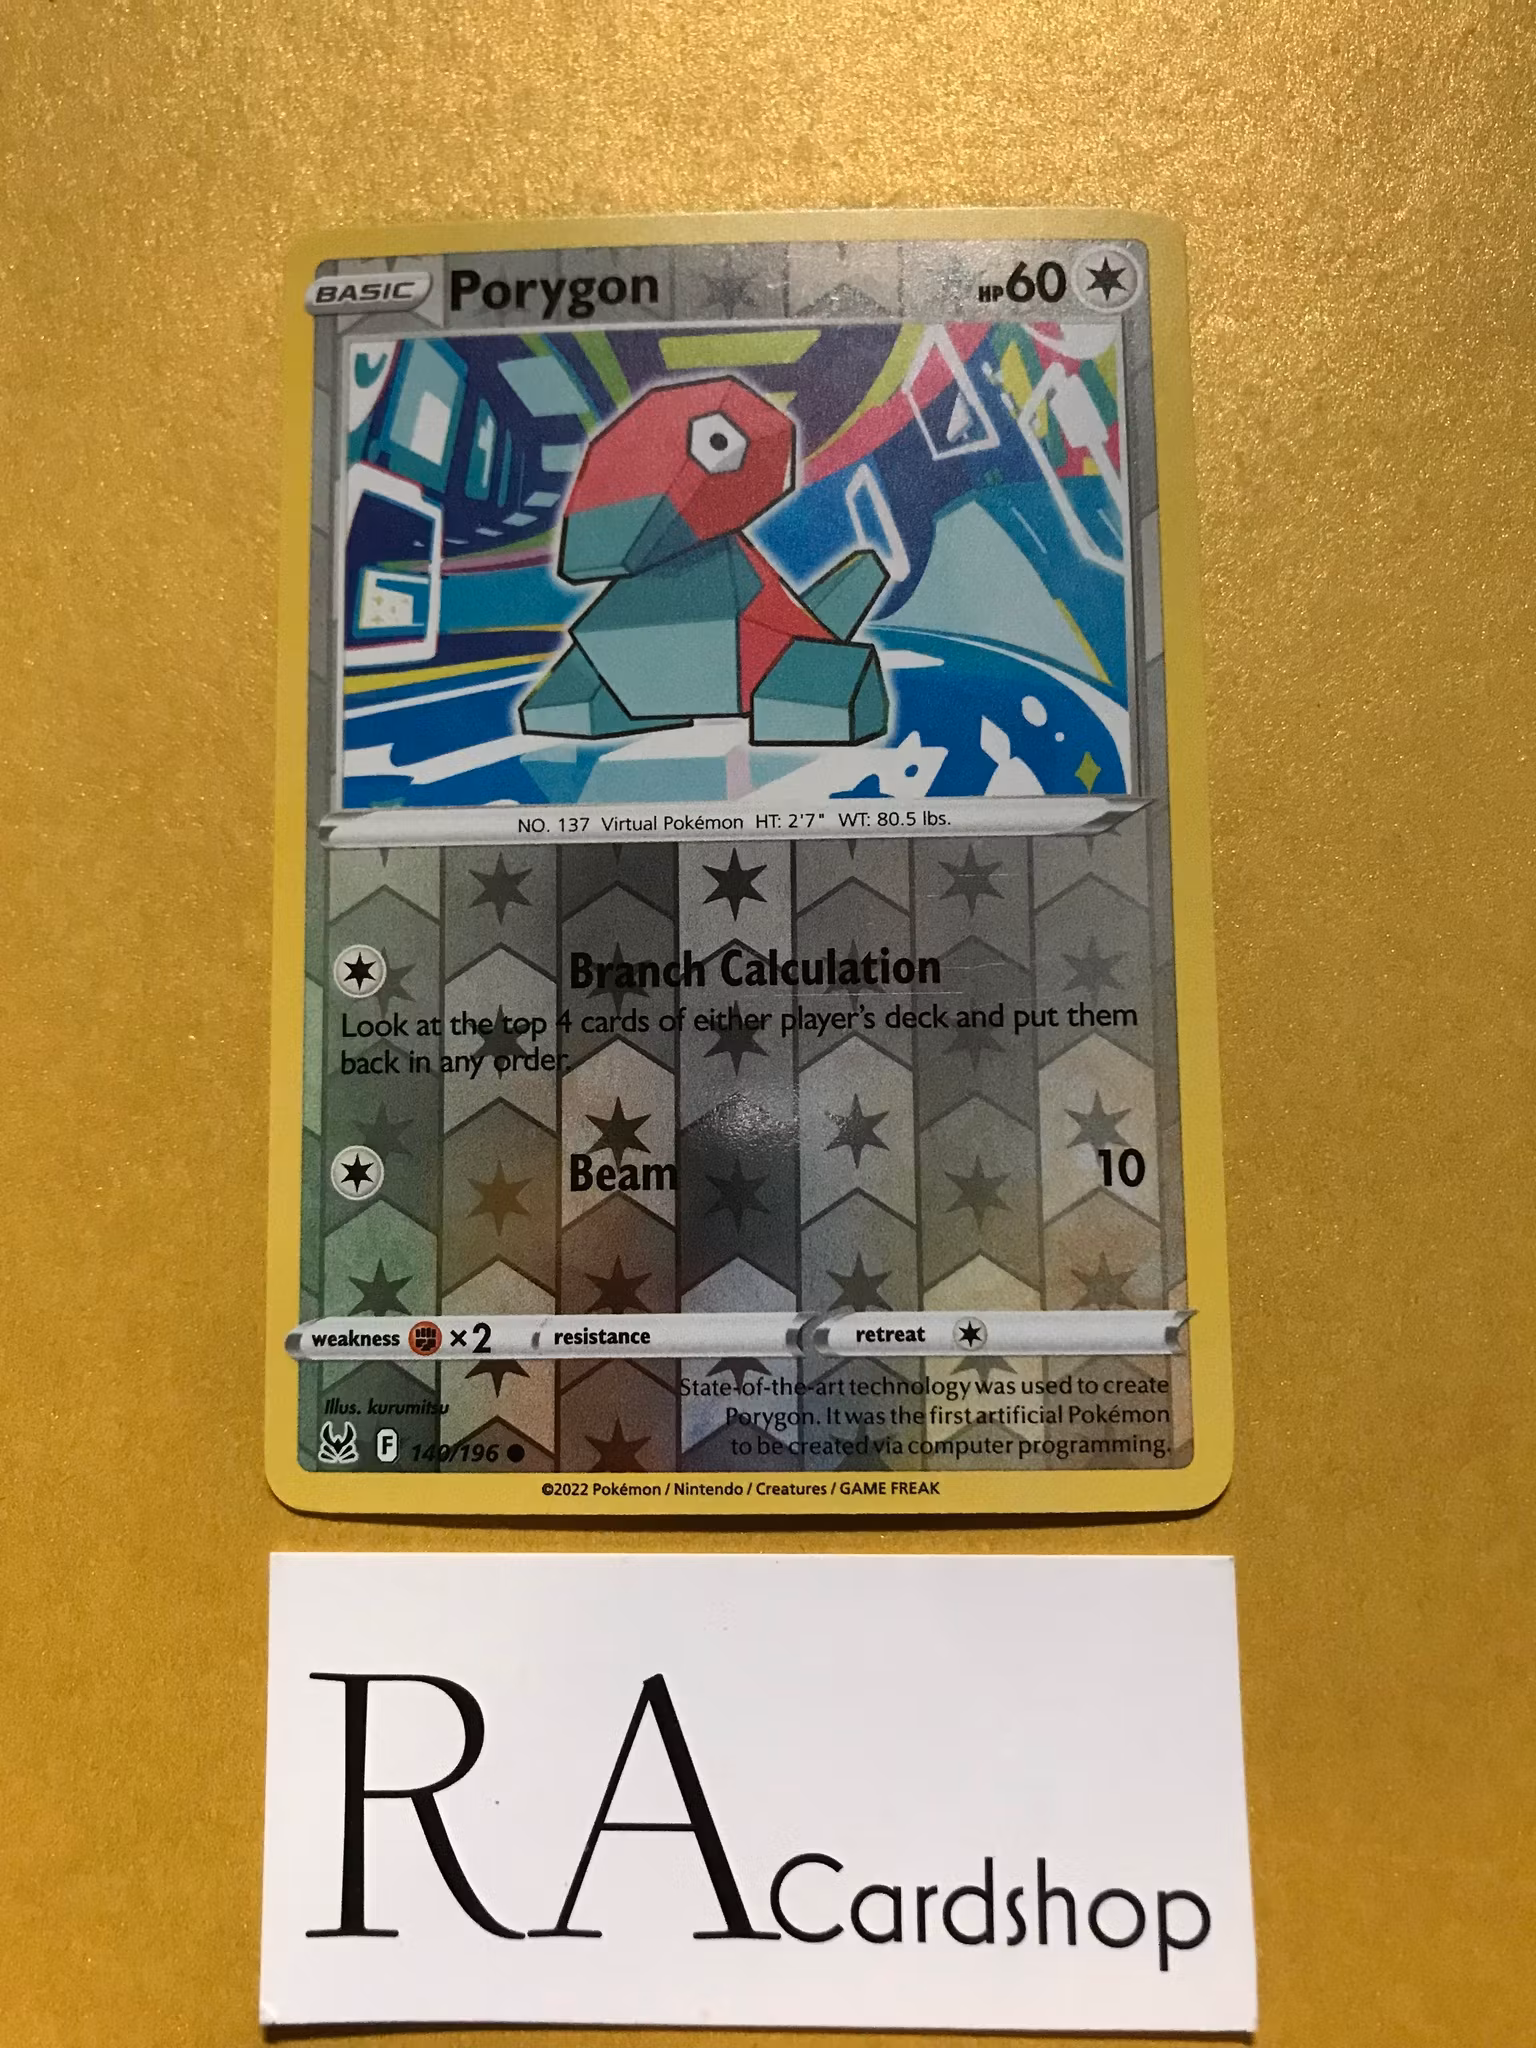 BASIC Porygon HP60
NO. 137 Virtual Pokémon HT: 2'7" WT: 80.5 lbs.
Branch Calculation
Look at the top 4 cards of either player's deck and put them
back in any order.
Beam 10
weakness ×2 resistance retreat
State-of-the-art technology was used to create
Porygon. It was the first artificial Pokémon
to be created via computer programming.
Illus. kurumitsu
F 140/196
©2022 Pokémon / Nintendo / Creatures / GAME FREAK
RA Cardshop